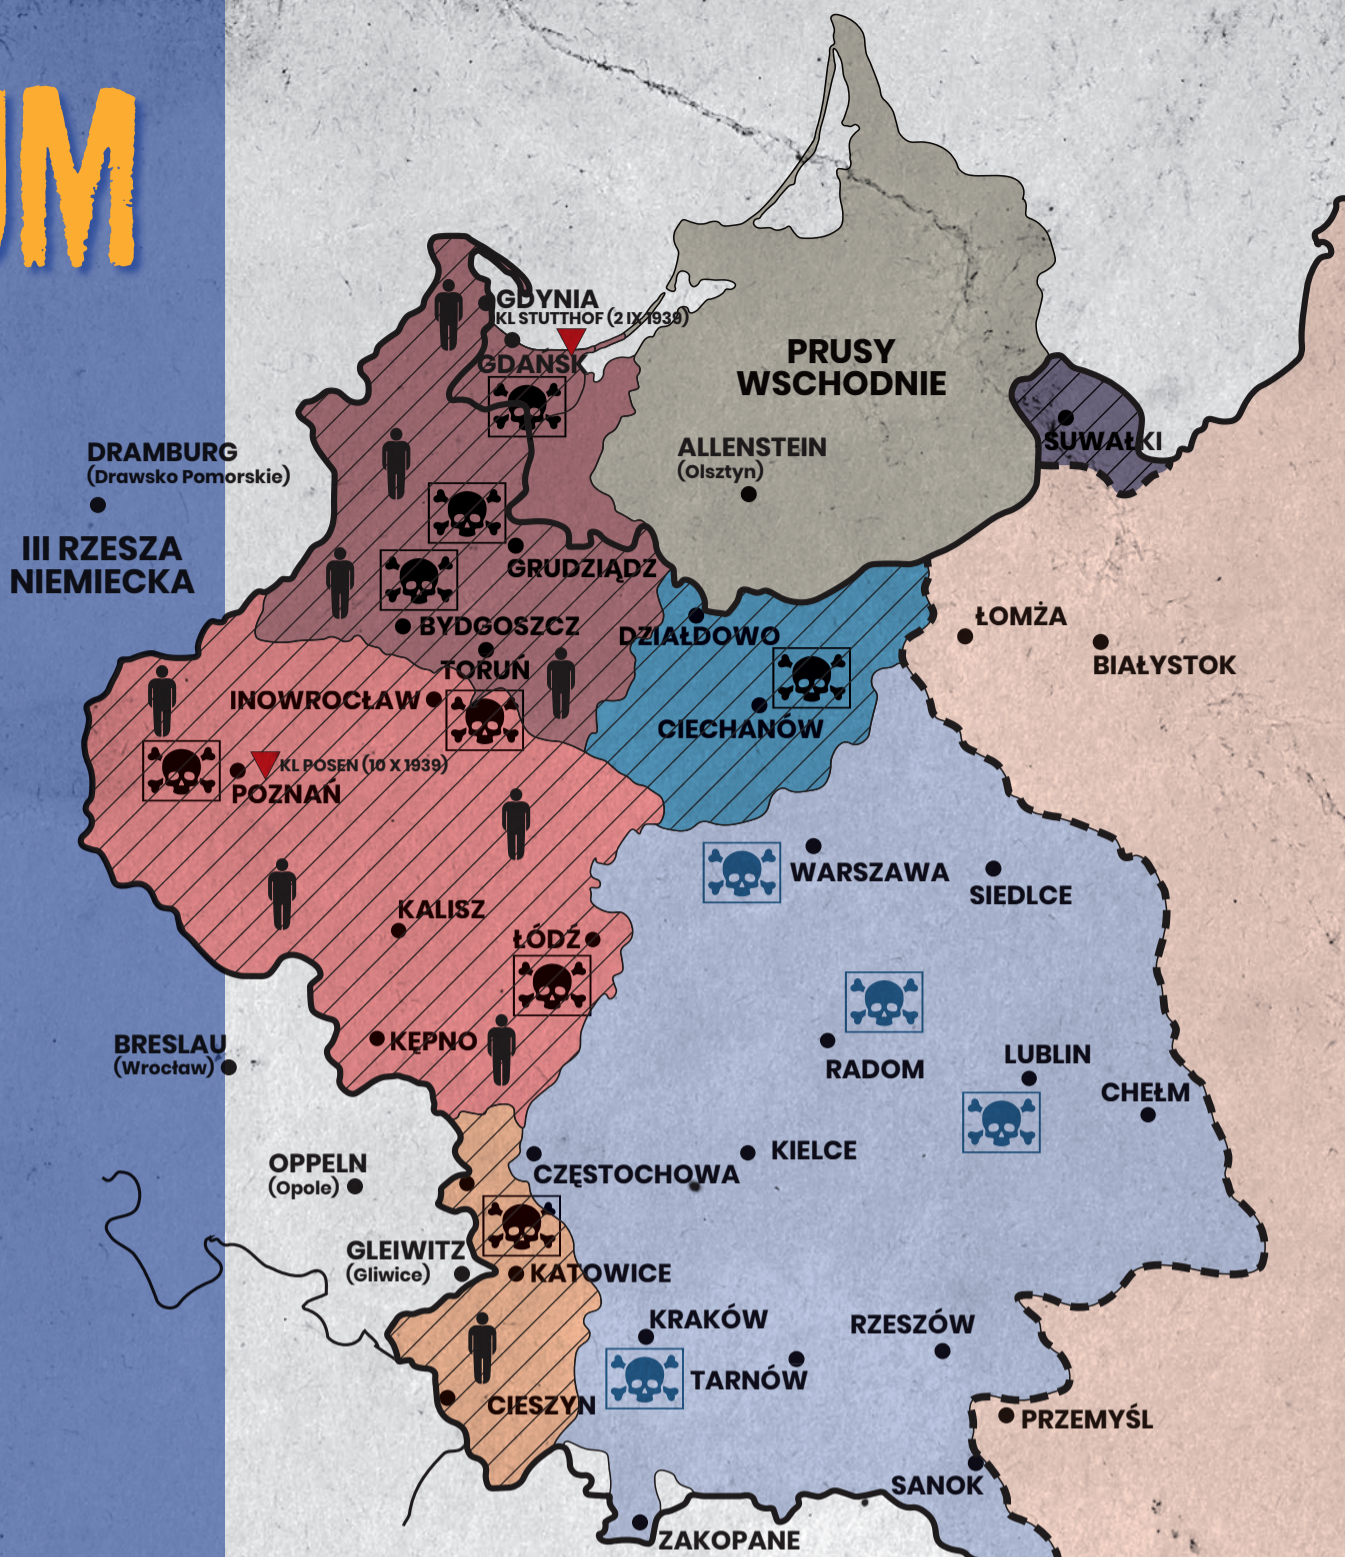 UM
GDYNIA
KL STUTTHOF (2 IX 1939)
GDAŃSK
PRUSY
WSCHODNIE
SUWAŁKI
DRAMBURG
(Drawsko Pomorskie)
ALLENSTEIN
(Olsztyn)
III RZESZA
NIEMIECKA
GRUDZIĄDZ
ŁOMŻA
BYDGOSZCZ
DZIAŁDOWO
BIAŁYSTOK
TORUŃ
INOWROCŁAW
CIECHANÓW
KL POSEN (10 X 1939)
POZNAŃ
WARSZAWA
SIEDLCE
KALISZ
ŁÓDŹ
BRESLAU
(Wrocław)
KĘPNO
RADOM
LUBLIN
CHEŁM
KIELCE
OPPELN
(Opole)
CZĘSTOCHOWA
GLEIWITZ
(Gliwice)
KATOWICE
KRAKÓW
RZESZÓW
TARNÓW
CIESZYN
PRZEMYŚL
SANOK
ZAKOPANE